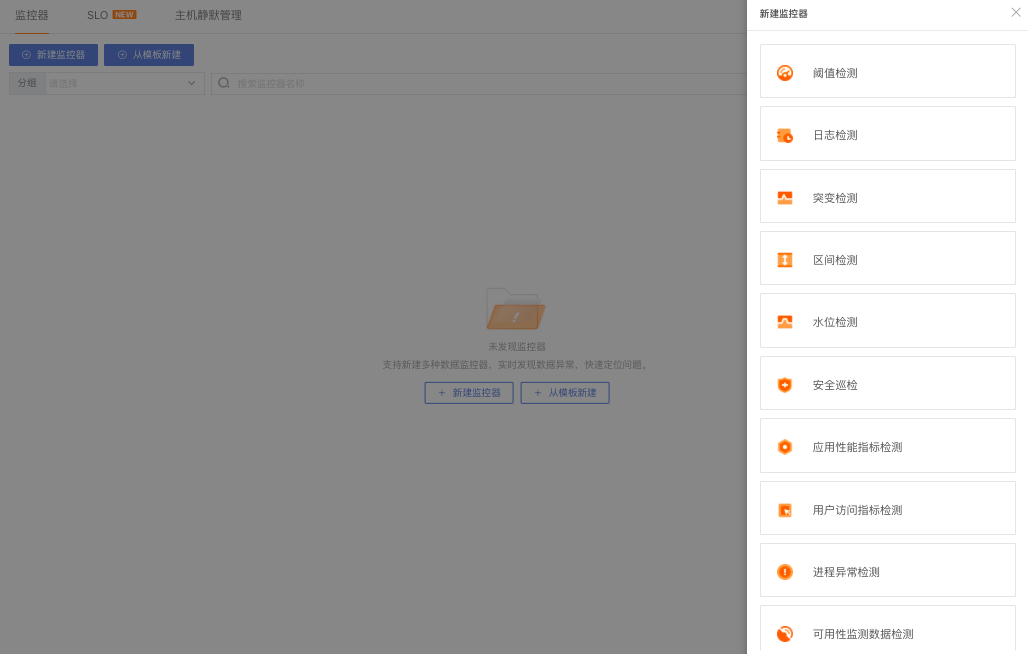 监控器
SLO NEW
主机静默管理
新建监控器
从模板新建
分组 请选择
搜索监控器名称
未发现监控器
支持新建多种数据监控器，实时发现数据异常，快速定位问题。
+ 新建监控器
+ 从模板新建
新建监控器
阈值检测
日志检测
突变检测
区间检测
水位检测
安全巡检
应用性能指标检测
用户访问指标检测
进程异常检测
可用性监测数据检测